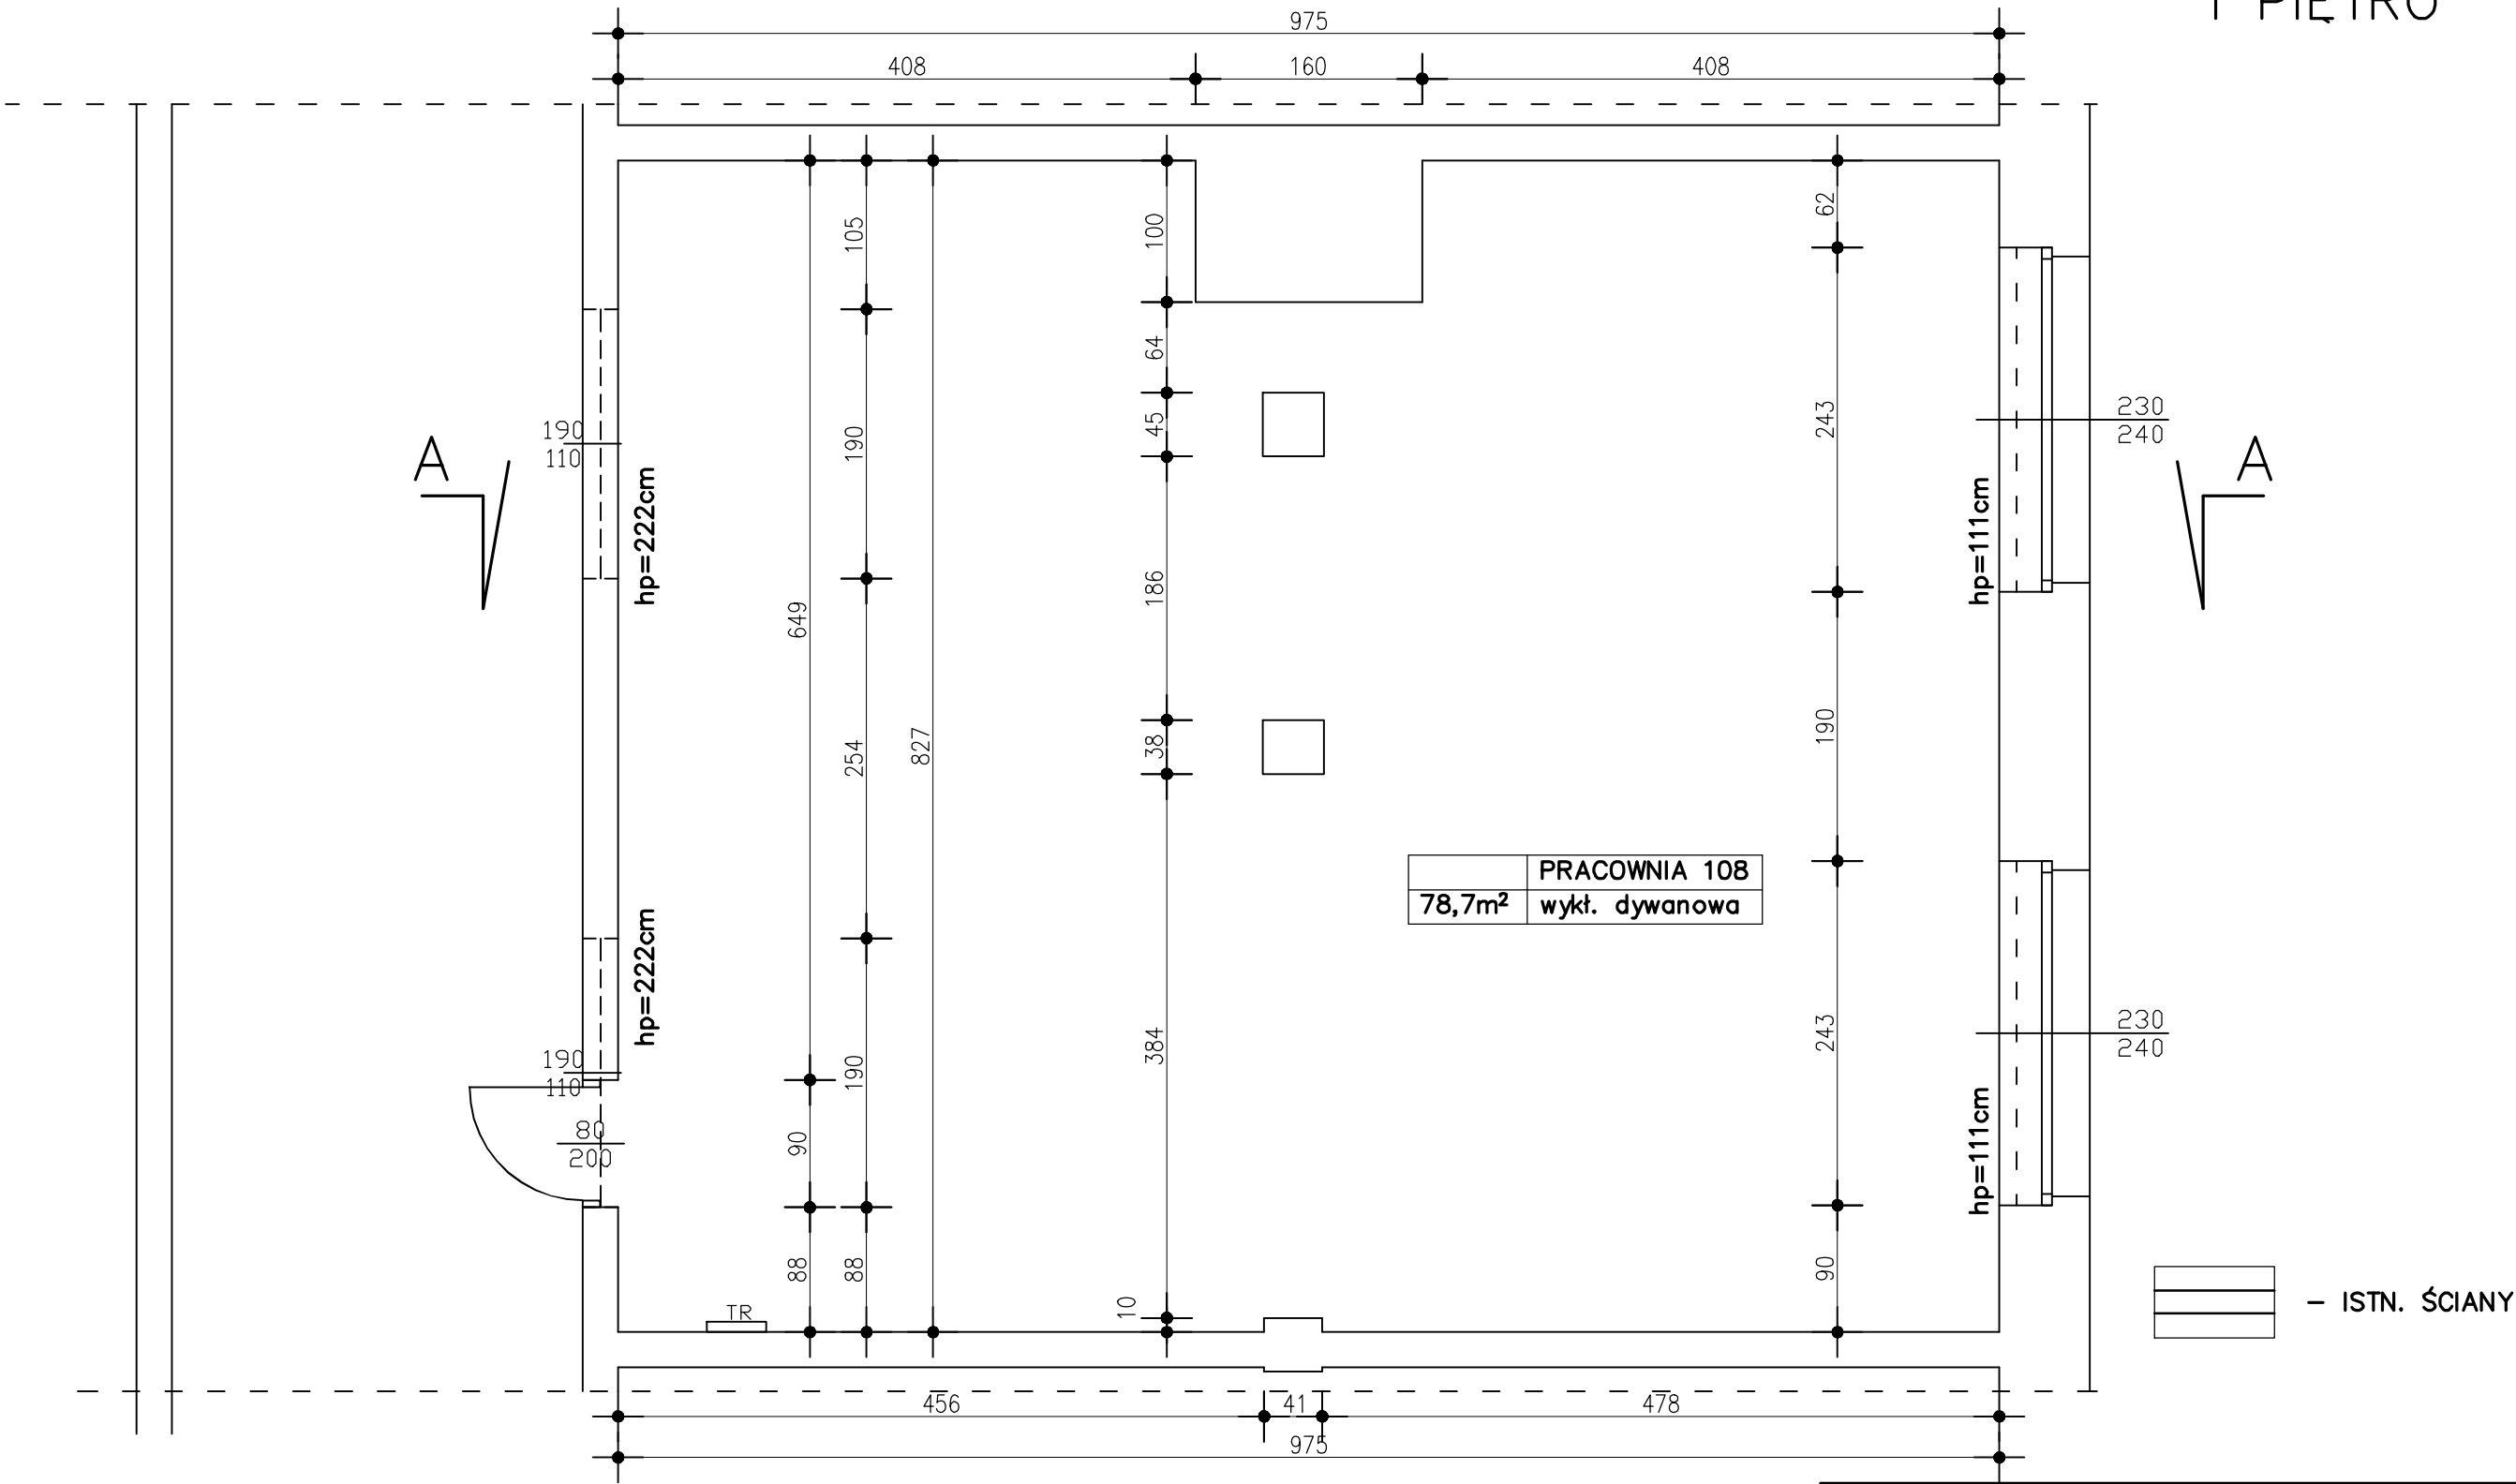 I PIĘTRO
975
408 160 408
62
105
100
64
45
243
190
190
110
hp=222cm
A
649
186
190
254
827
38
hp=111cm
230
240
A
PRACOWNIA 108
78,7m² wykł. dywanowa
hp=222cm
190
110
80
200
190
384
243
90
hp=111cm
230
240
88
88
TR
10
90
– ISTN. ŚCIANY
456 41 478
975